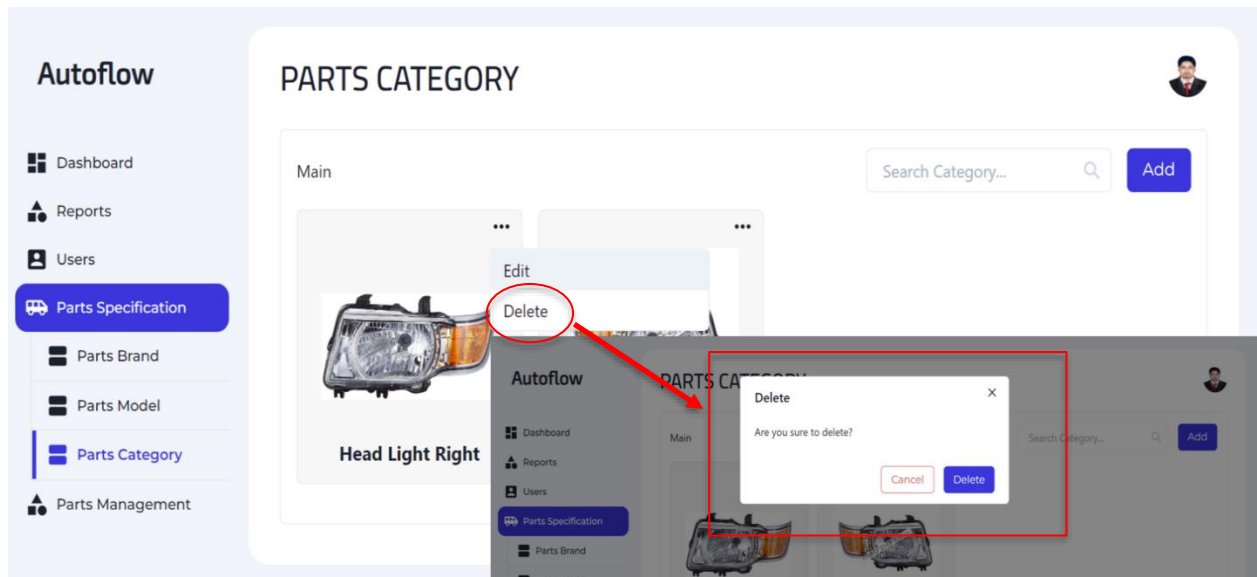 Autoflow
PARTS CATEGORY
Dashboard
Reports
Users
Parts Specification
Parts Brand
Parts Model
Parts Category
Parts Management
Main
Search Category...
Add
Edit
Delete
Head Light Right
Autoflow
PARTS CATEGORY
Dashboard
Reports
Users
Parts Specification
Parts Brand
Main
Search Category...
Add
Delete
Are you sure to delete?
Cancel
Delete